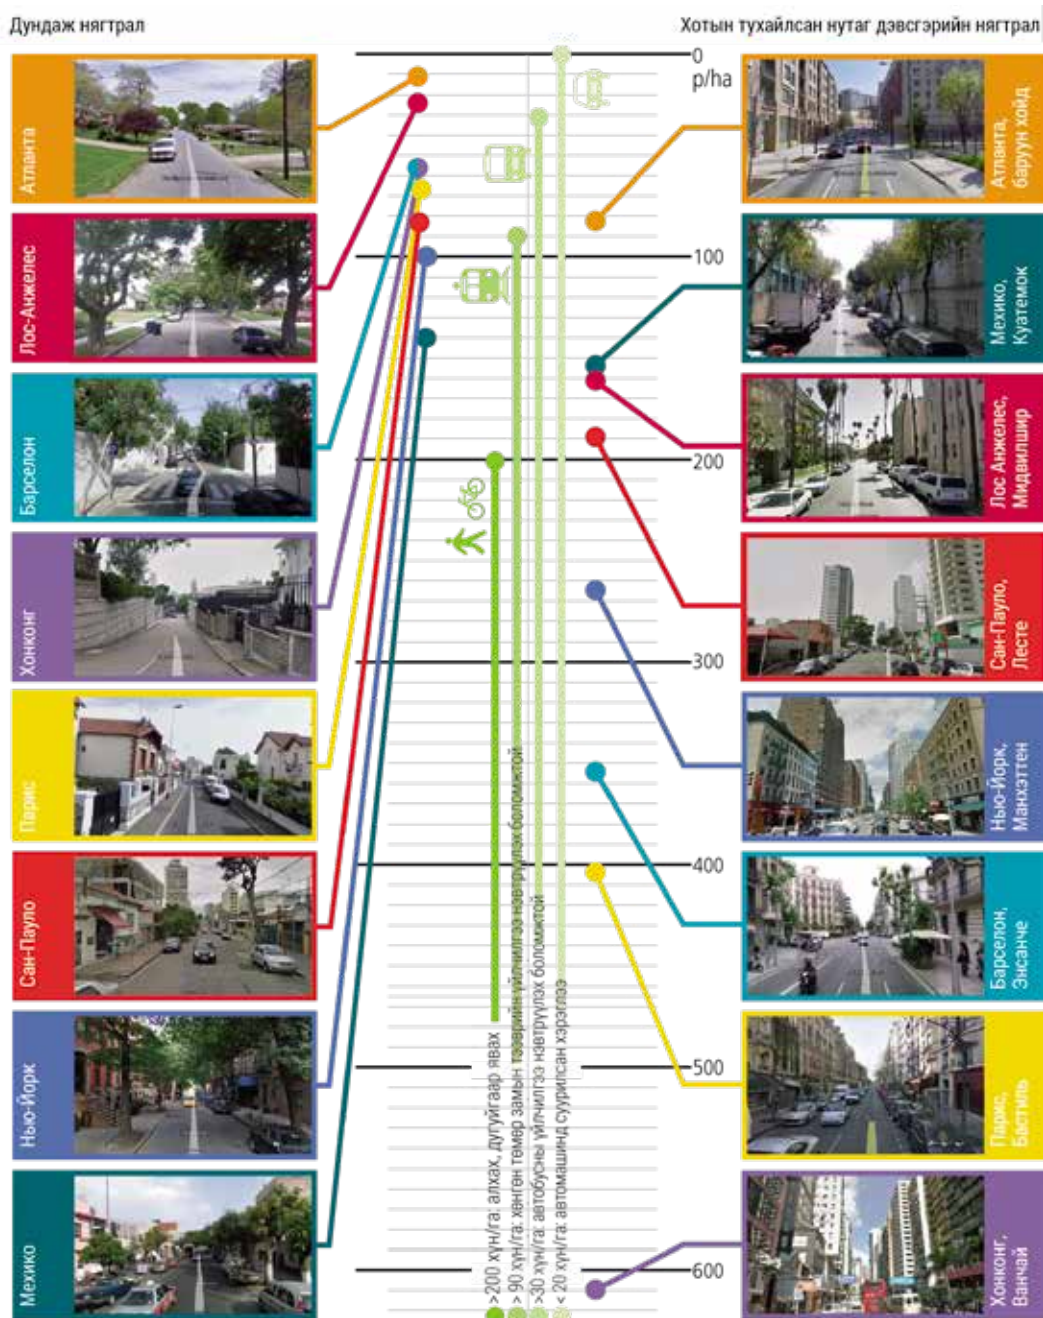 Дундаж нягтрал
Хотын тухайлсан нутаг дэвсгэрийн нягтрал
Атланта
Лос-Анжелес
Барселон
Хонконг
Парис
Сан-Пауло
Нью-Йорк
Мехико
0
p/ha
100
200
300
400
500
600
>200 хүн/га: алхах, дугуйгаар явах
> 90 хүн/га: хөнгөн төмөр замын тээврийн үйлчилгээ нэвтрүүлэх боломжтой
>30 хүн/га: автобусны үйлчилгээ нэвтрүүлэх боломжтой
< 20 хүн/га: автомашинд суурилсан хэрэглээ
Атланта,
баруун хойд
Мехико,
Куатемок
Лос Анжелес,
Мидвилшир
Сан-Пауло,
Лесте
Нью-Йорк,
Манхэттен
Барселон,
Энсанче
Парис,
Бастиль
Хонконг,
Ванчай